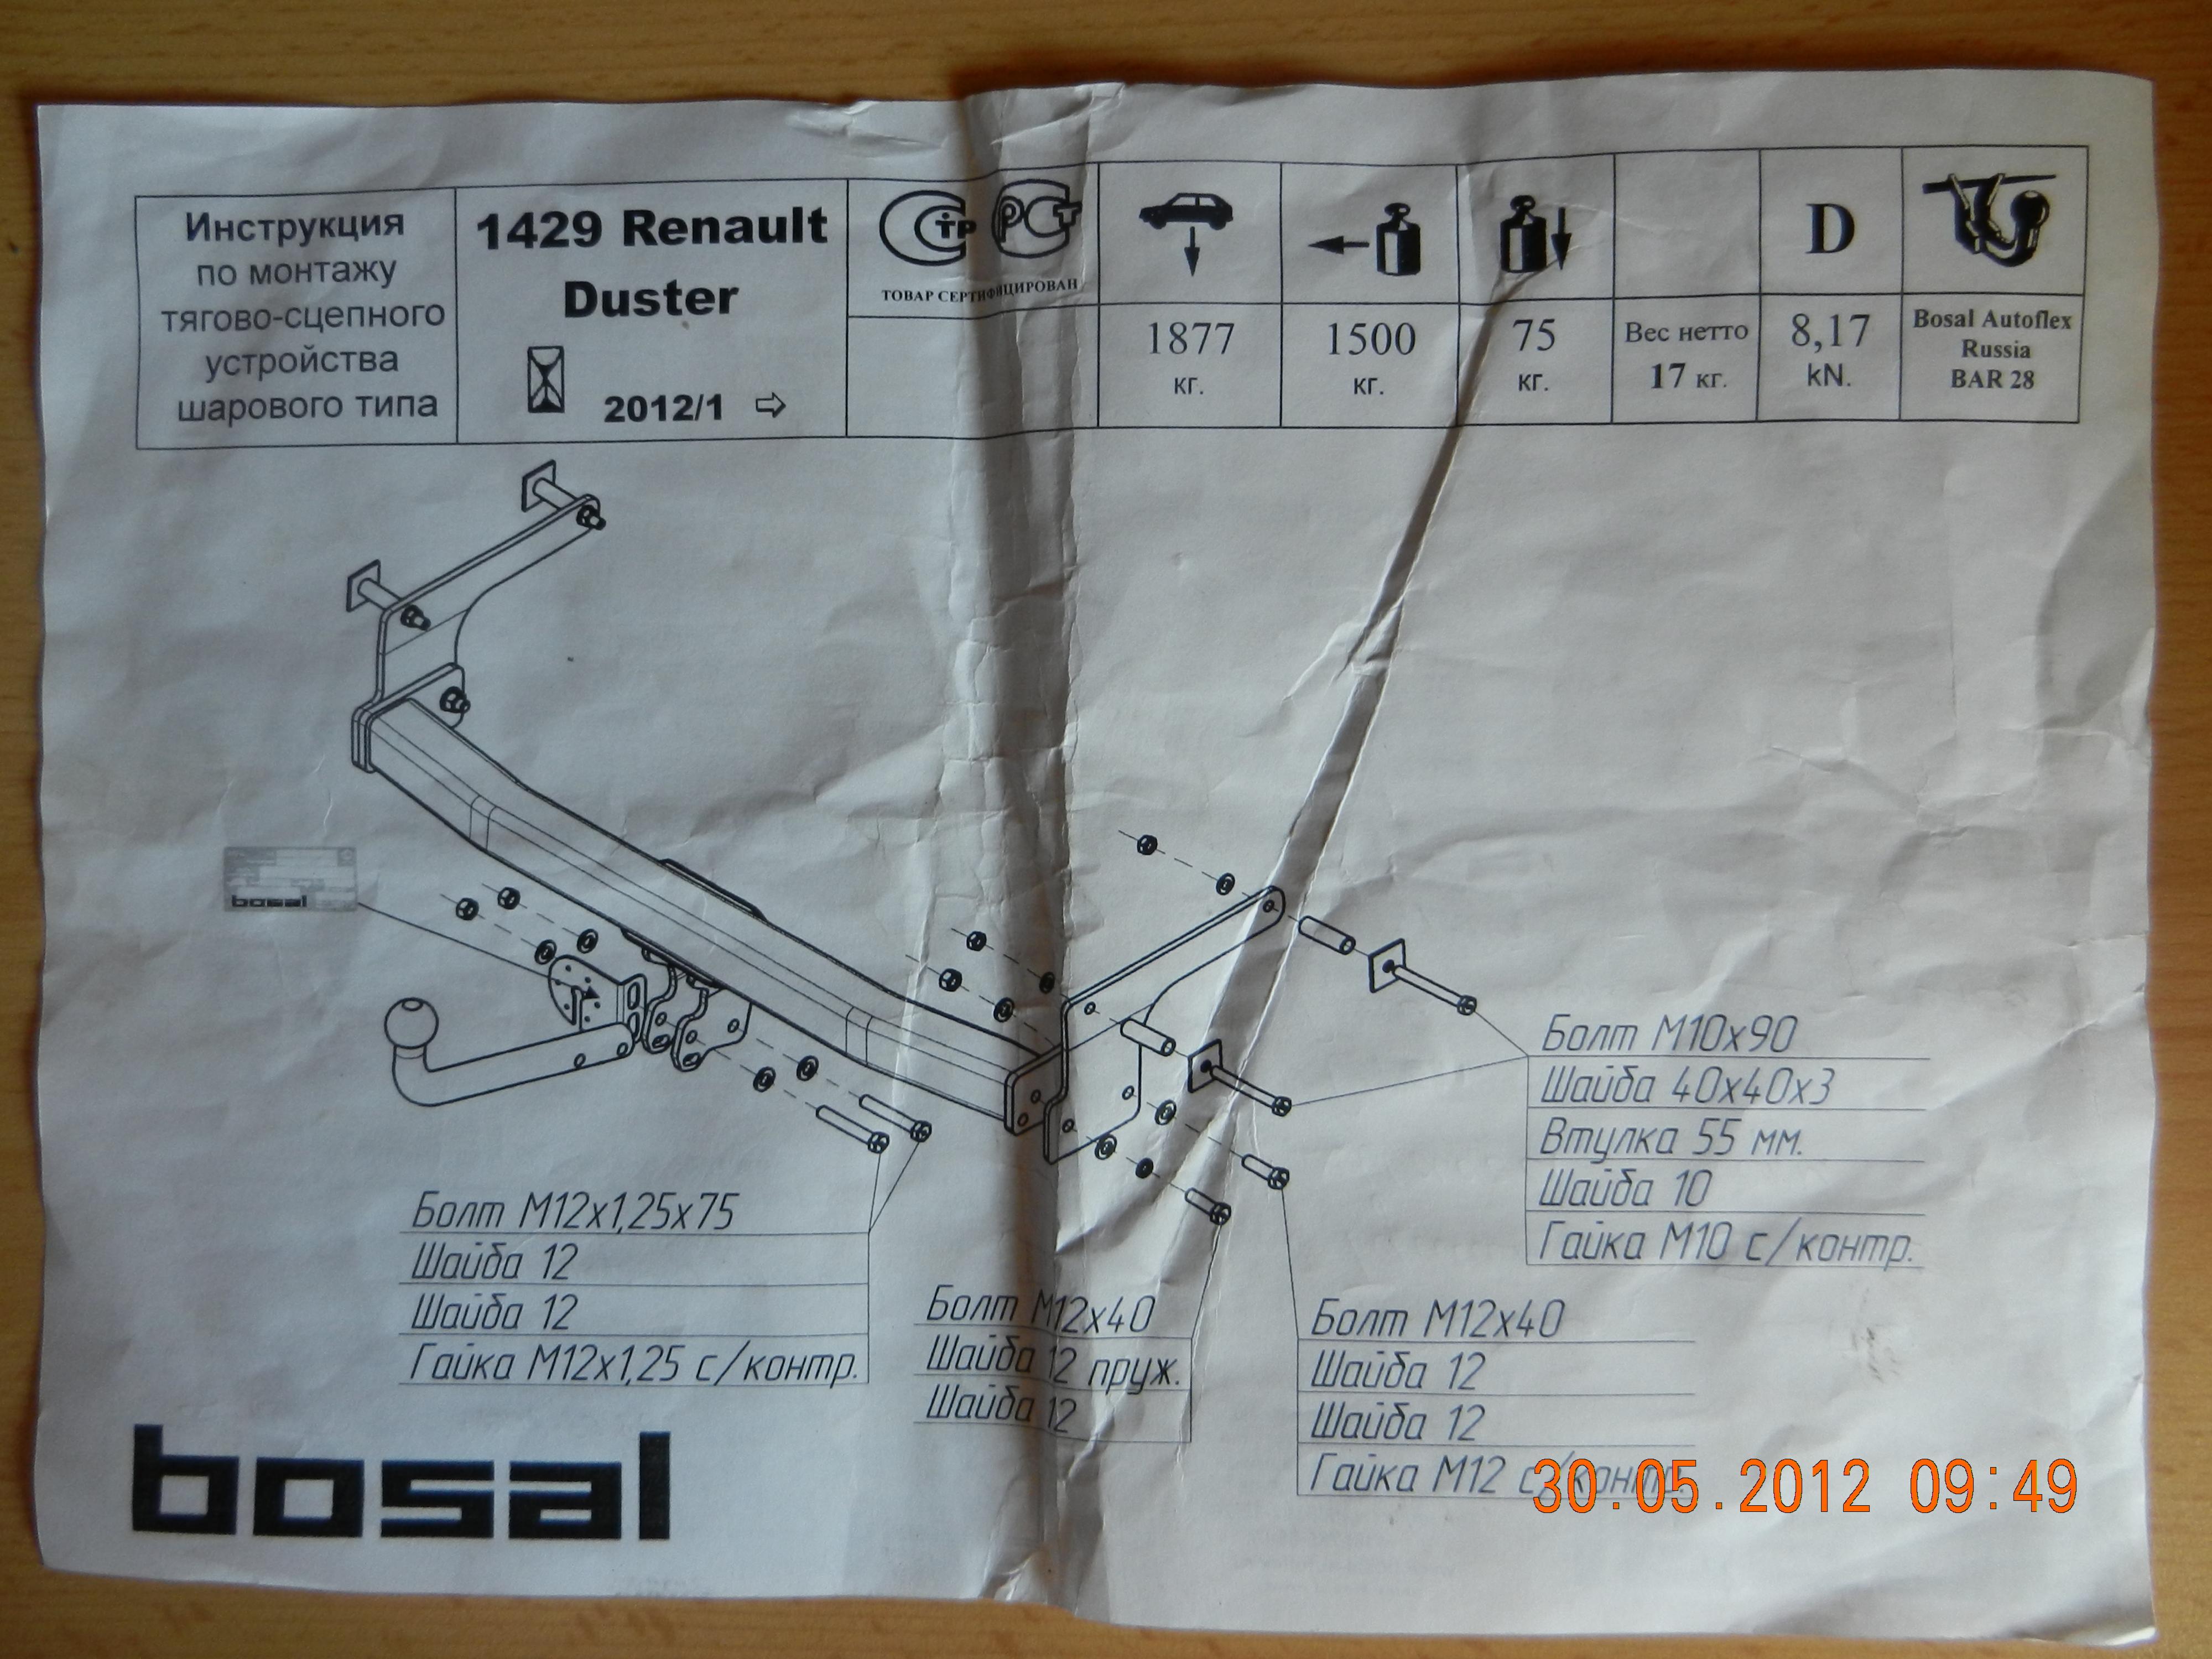 Инструкция
по монтажу
тягово-сцепного
устройства
шарового типа
1429 Renault
Duster
2012/1
Стр РСт
ТОВАР СЕРТИФИЦИРОВАН
1877
кг.
1500
кг.
75
кг.
Вес нетто
17 кг.
D
8,17
kN.
Bosal Autoflex
Russia
BAR 28
bosal
Болт М10х90
Шайба 40х40х3
Втулка 55 мм.
Шайба 10
Гайка М10 с/контр.
Болт М12х1,25х75
Шайба 12
Шайба 12
Гайка М12х1,25 с/контр.
Болт М12х40
Шайба 12 пруж.
Шайба 12
Болт М12х40
Шайба 12
Шайба 12
Гайка М12 с/контр.
bosal
30.05.2012 09:49